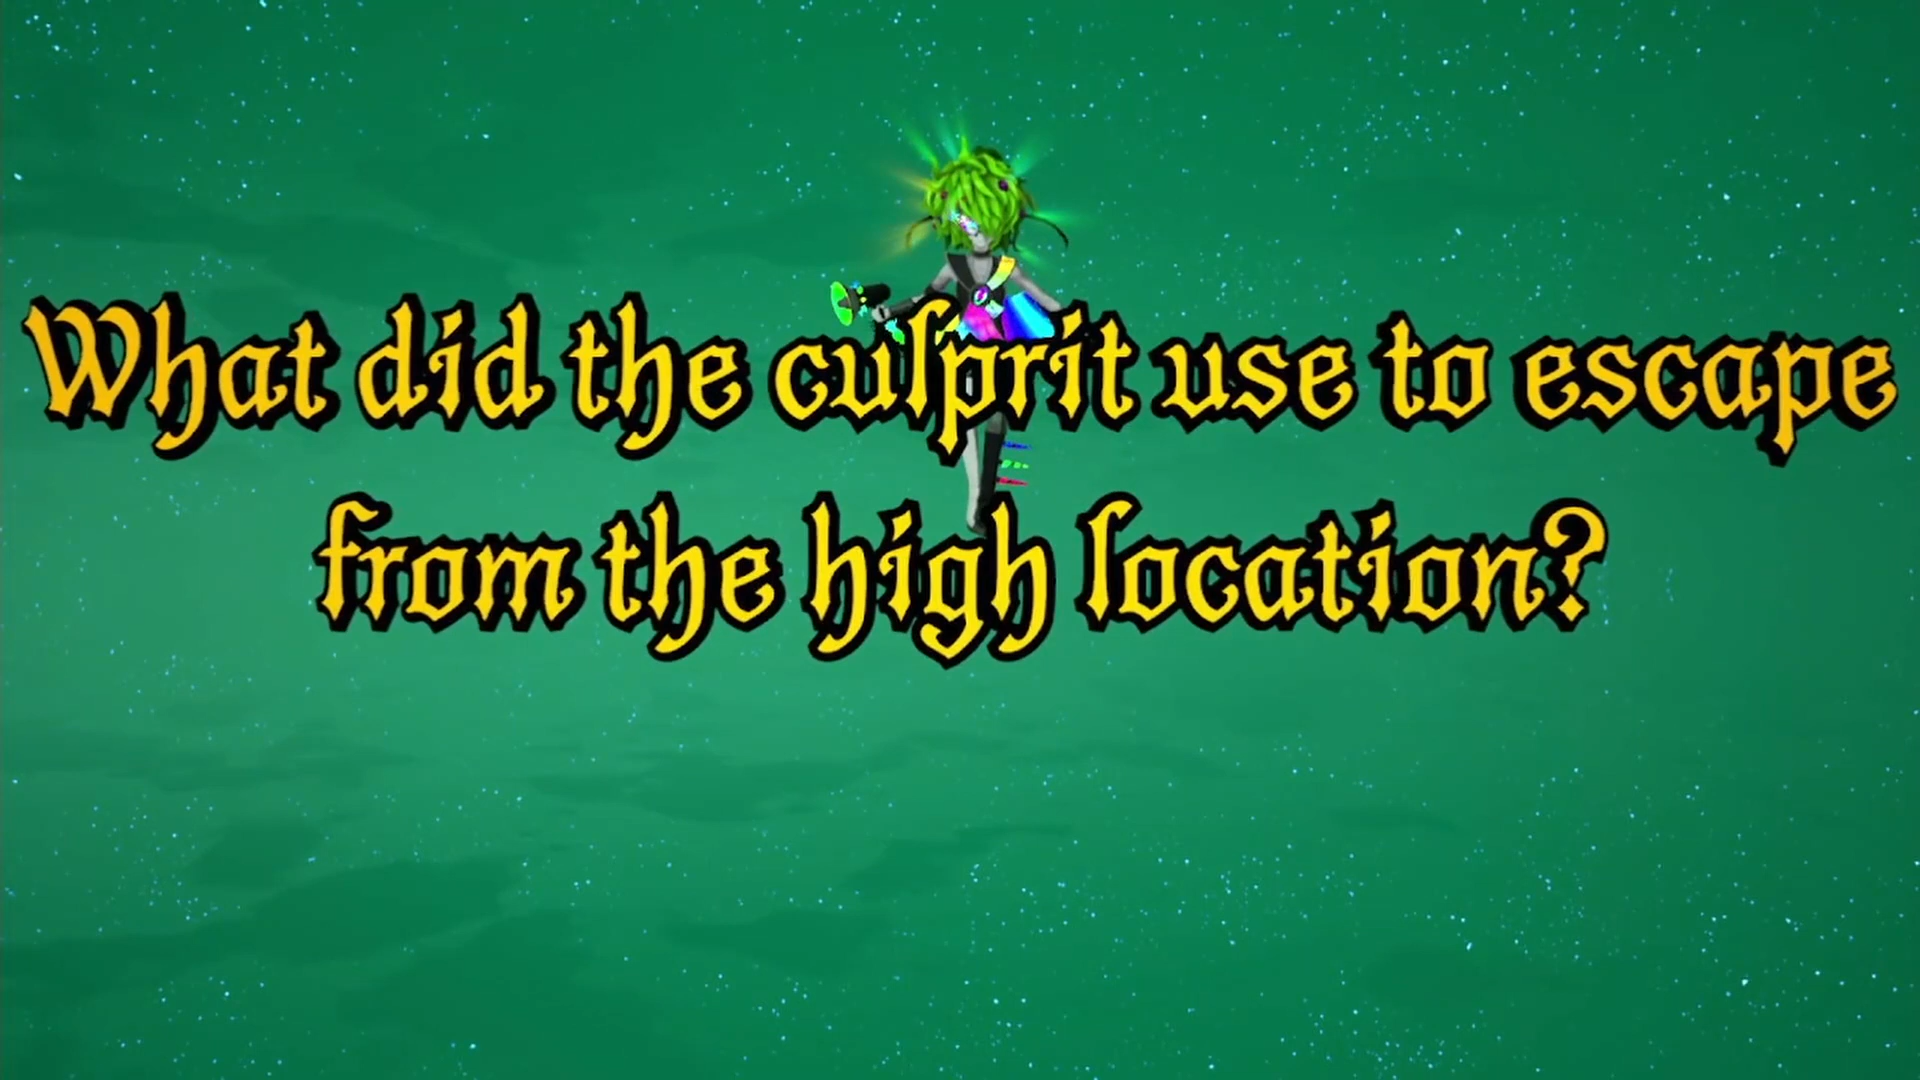 What did the culprit use to escape
from the high location?